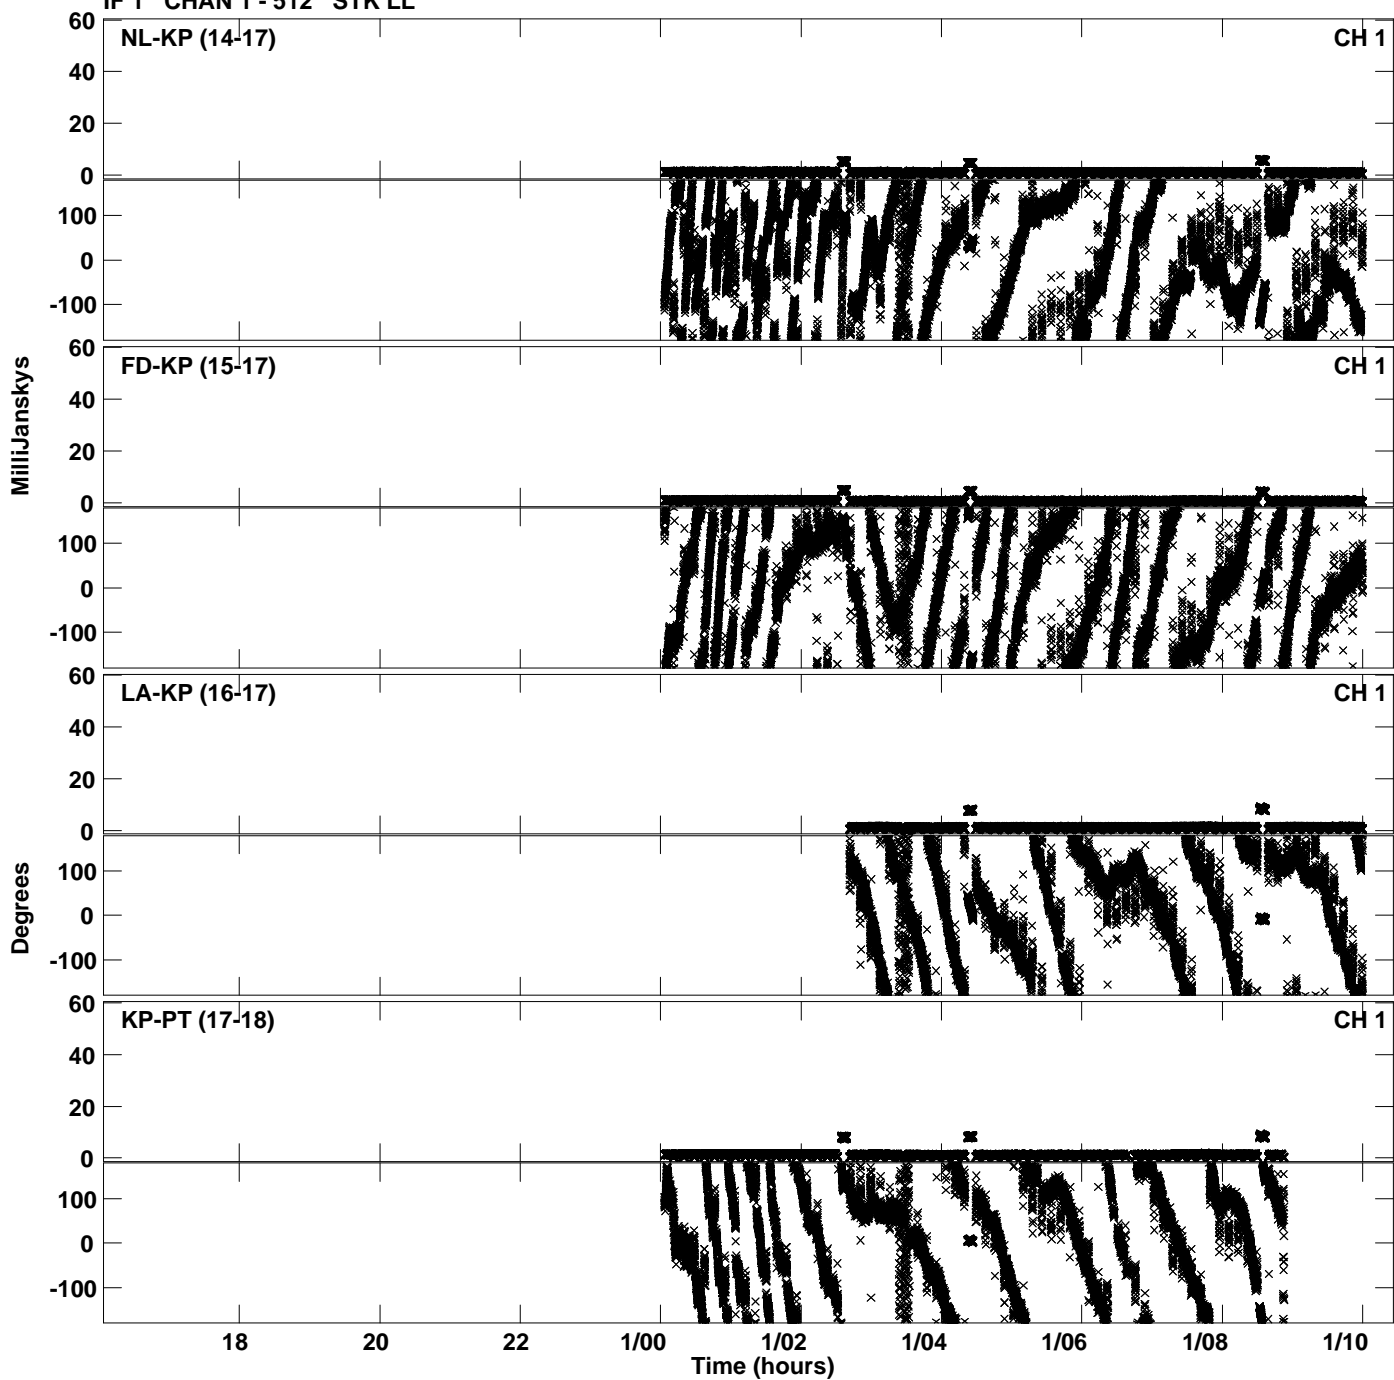 IF 1 CHAN 1 - 512 STK LL
60
NL-KP (14-17)
CH 1
40
20
0
100
0
-100
60
FD-KP (15-17)
CH 1
40
20
0
100
0
-100
MilliJanskys
60
LA-KP (16-17)
CH 1
40
20
0
100
0
-100
Degrees
60
KP-PT (17-18)
CH 1
40
20
0
100
0
-100
18 20 22 1/00 1/02 1/04 1/06 1/08 1/10
Time (hours)